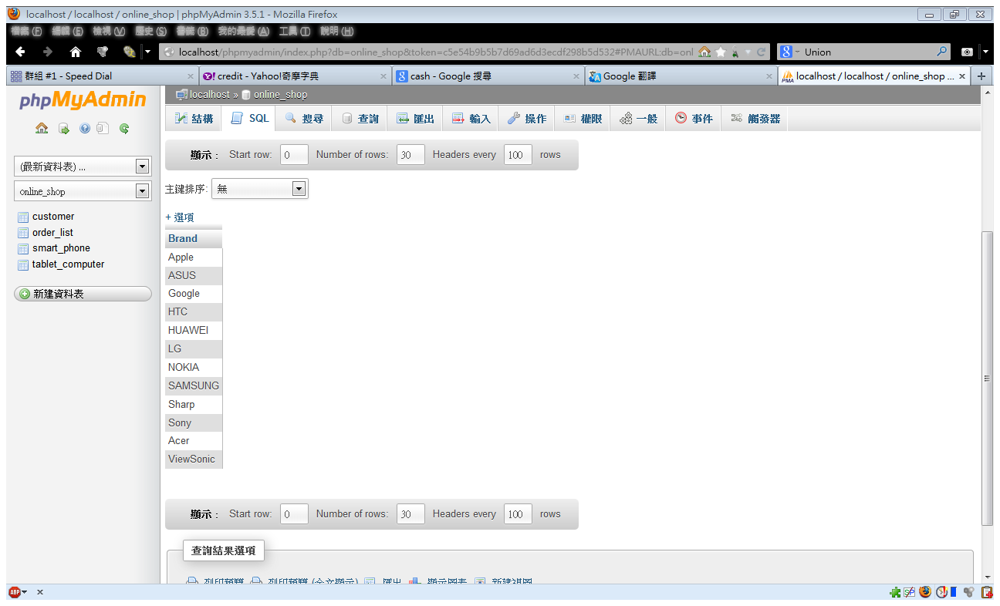 localhost / localhost / online_shop | phpMyAdmin 3.5.1 - Mozilla Firefox
檔案 (F) 編輯 (E) 檢視 (V) 歷史 (S) 書籤 (B) 我的最愛 (A) 工具 (T) 說明 (H)
localhost/phpmyadmin/index.php?db=online_shop&token=c5e54b9b5b7d69ad6d3ecdf298b5d532#PMAURL:db=onl
Union
群組 #1 - Speed Dial
credit - Yahoo!奇摩字典
cash - Google 搜尋
Google 翻譯
localhost / localhost / online_shop ...
phpMyAdmin
localhost » online_shop
結構 SQL 搜尋 查詢 匯出 輸入 操作 權限 一般 事件 觸發器
(最新資料表) ...
online_shop
customer
order_list
smart_phone
tablet_computer
新建資料表
顯示 : Start row: 0 Number of rows: 30 Headers every 100 rows
主鍵排序: 無
+ 選項
Brand
Apple
ASUS
Google
HTC
HUAWEI
LG
NOKIA
SAMSUNG
Sharp
Sony
Acer
ViewSonic
顯示 : Start row: 0 Number of rows: 30 Headers every 100 rows
查詢結果選項
列印預覽 列印預覽 (全文顯示) 匯出 顯示圖表 新建視圖
ABP